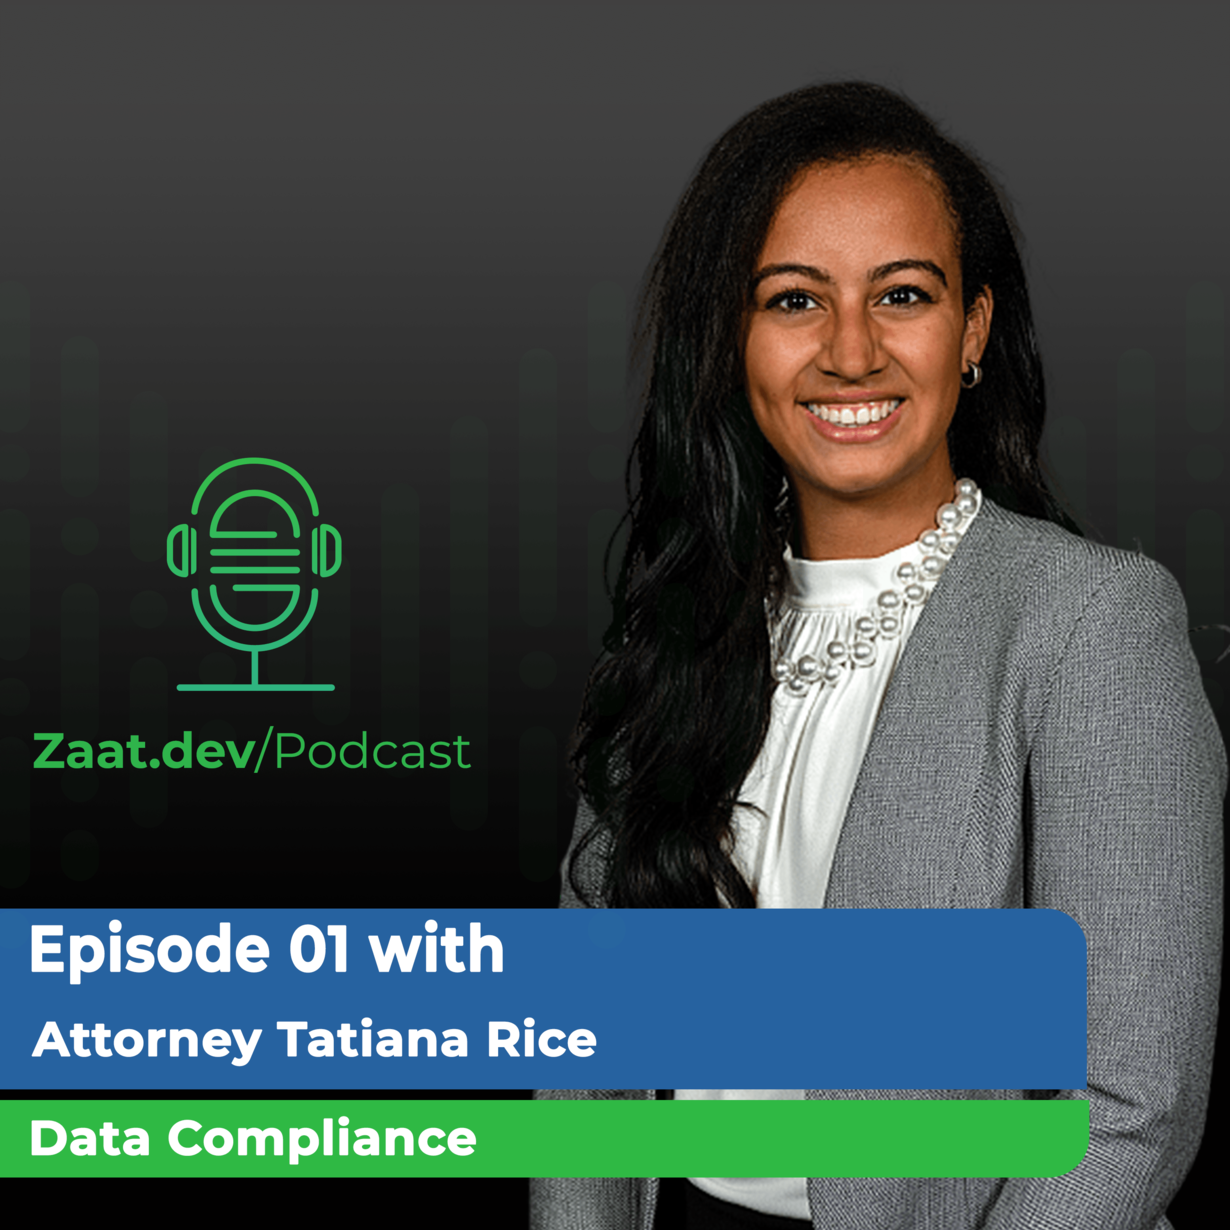 Zaat.dev/Podcast
Episode 01 with
Attorney Tatiana Rice
Data Compliance